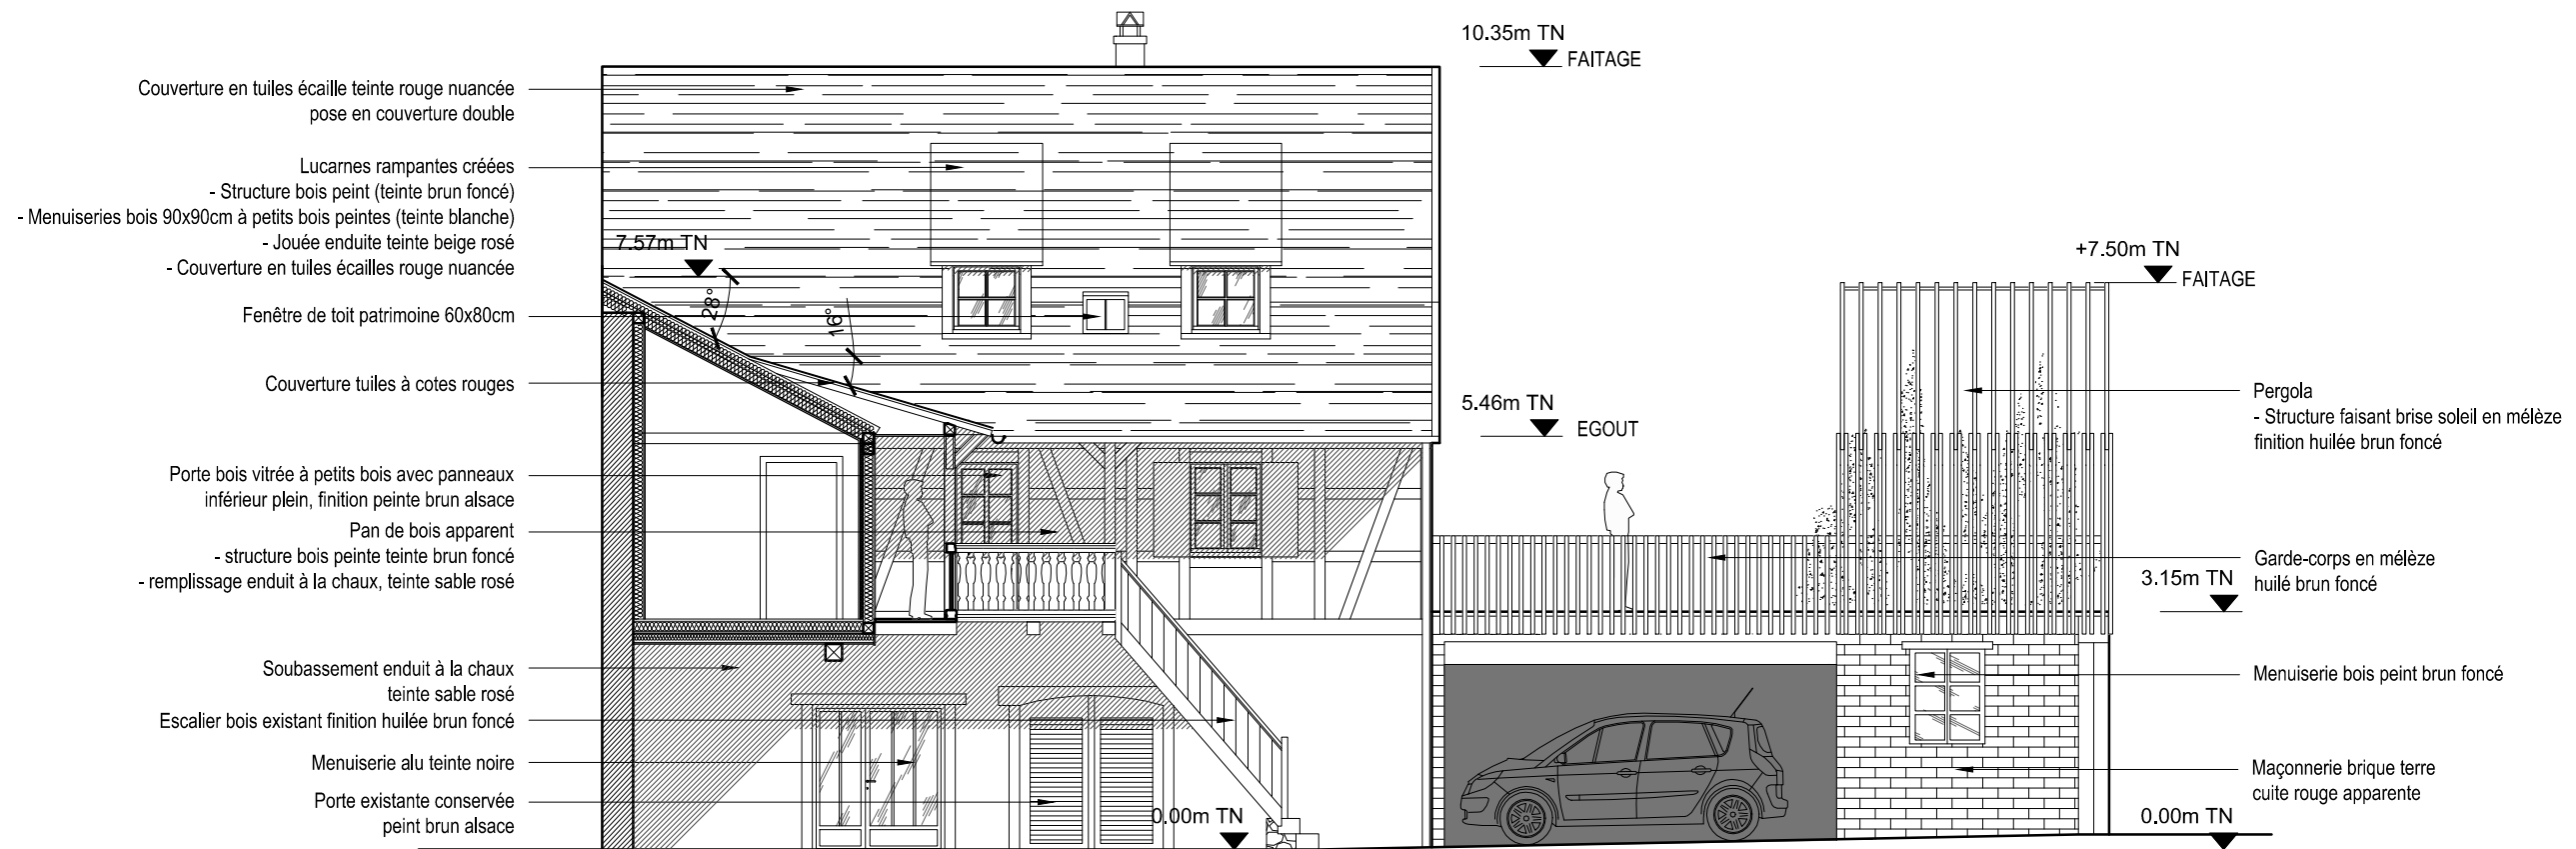 Couverture en tuiles écaille teinte rouge nuancée
pose en couverture double
Lucarnes rampantes créées
- Structure bois peint (teinte brun foncé)
- Menuiseries bois 90x90cm à petits bois peintes (teinte blanche)
- Jouée enduite teinte beige rosé
- Couverture en tuiles écailles rouge nuancée
Fenêtre de toit patrimoine 60x80cm
Couverture tuiles à cotes rouges
Porte bois vitrée à petits bois avec panneaux
inférieur plein, finition peinte brun alsace
Pan de bois apparent
- structure bois peinte teinte brun foncé
- remplissage enduit à la chaux, teinte sable rosé
Soubassement enduit à la chaux
teinte sable rosé
Escalier bois existant finition huilée brun foncé
Menuiserie alu teinte noire
Porte existante conservée
peint brun alsace
7.57m TN
28°
16°
0.00m TN
10.35m TN
FAITAGE
5.46m TN
EGOUT
+7.50m TN
FAITAGE
Pergola
- Structure faisant brise soleil en mélèze
finition huilée brun foncé
Garde-corps en mélèze
huilé brun foncé
3.15m TN
Menuiserie bois peint brun foncé
Maçonnerie brique terre
cuite rouge apparente
0.00m TN